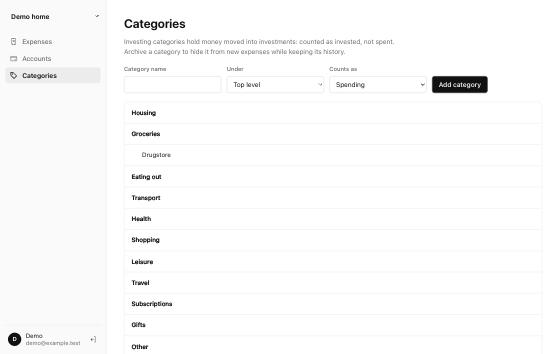 Demo home
Expenses
Accounts
Categories
Categories
Investing categories hold money moved into investments: counted as invested, not spent.
Archive a category to hide it from new expenses while keeping its history.
Category name
Under
Counts as
Top level
Spending
Add category
Housing
Groceries
Drugstore
Eating out
Transport
Health
Shopping
Leisure
Travel
Subscriptions
Gifts
Other
D
Demo
demo@example.test